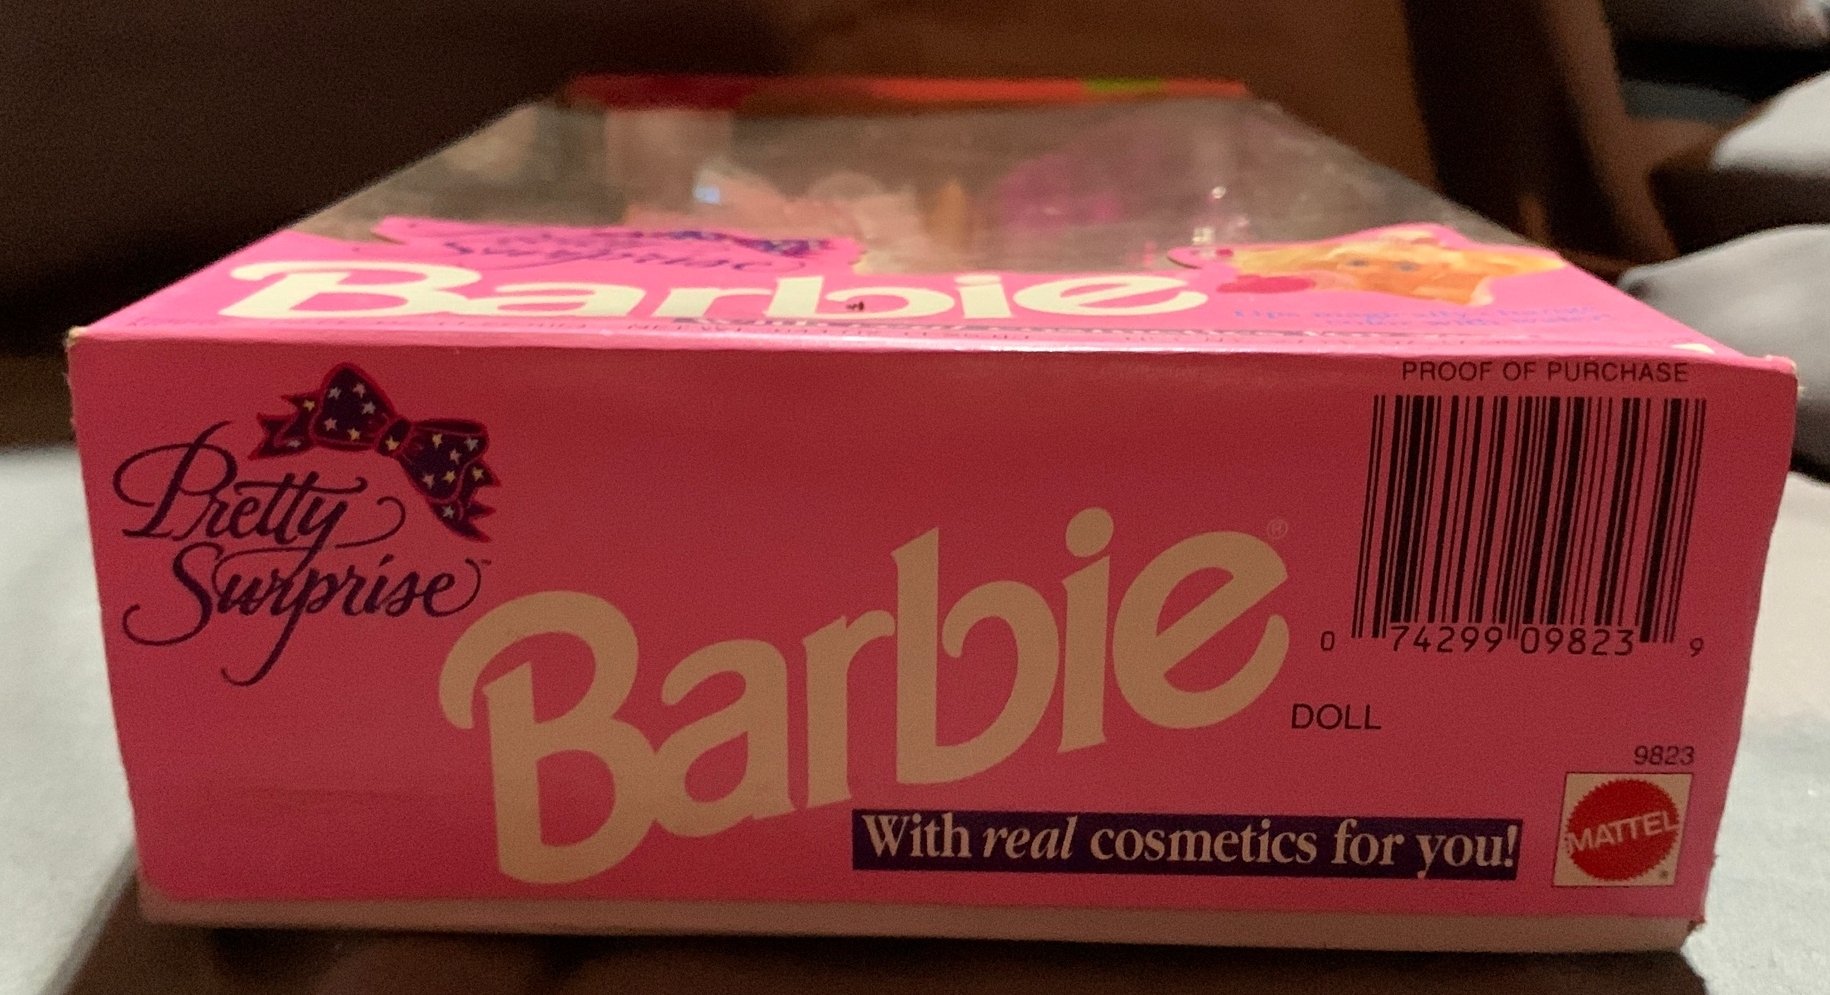 Surprise
Barbie
PROOF OF PURCHASE
Pretty
Surprise™
Barbie®
0 74299 09823 9
DOLL
9823
With real cosmetics for you!
MATTEL